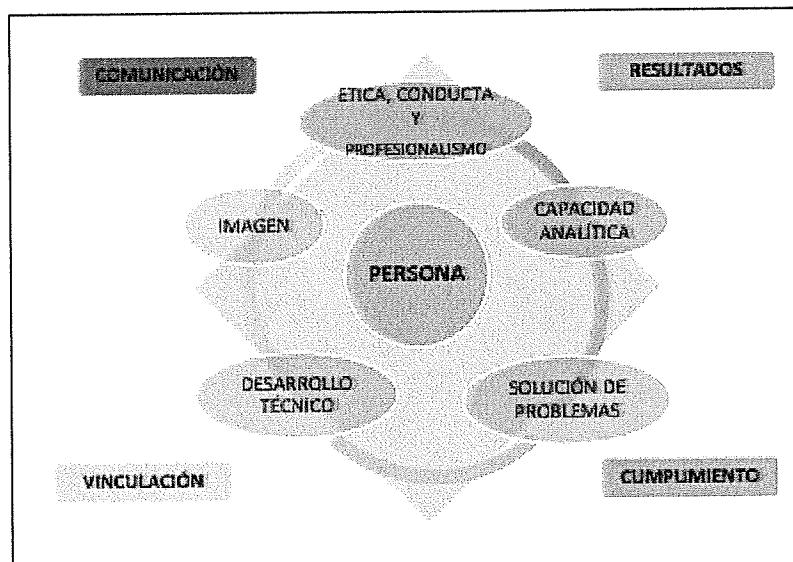 COMUNICACIÓN
RESULTADOS
ETICA, CONDUCTA
Y
PROFESIONALISMO
IMAGEN
CAPACIDAD
ANALÍTICA
PERSONA
DESARROLLO
TÉCNICO
SOLUCIÓN DE
PROBLEMAS
VINCULACIÓN
CUMPLIMIENTO